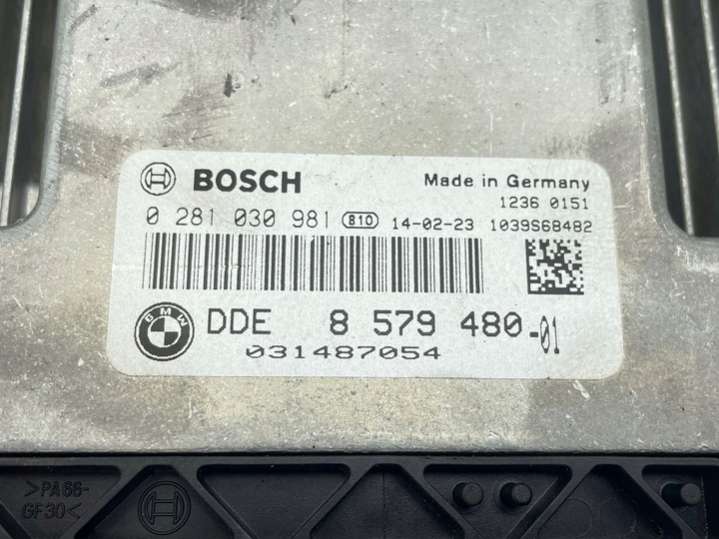 BOSCH
Made in Germany
1236 0151
0 281 030 981 810 14-02-23 1039S68482
BMW DDE 8 579 480-01
031487054
>PA66-
GF30<